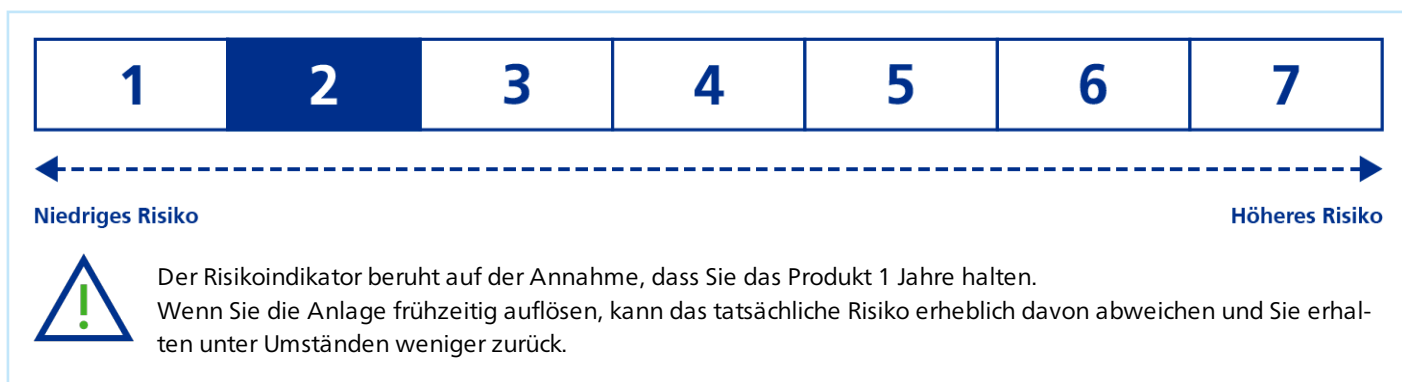 1 2 3 4 5 6 7
Niedriges Risiko Höheres Risiko
Der Risikoindikator beruht auf der Annahme, dass Sie das Produkt 1 Jahre halten.
Wenn Sie die Anlage frühzeitig auflösen, kann das tatsächliche Risiko erheblich davon abweichen und Sie erhal-
ten unter Umständen weniger zurück.